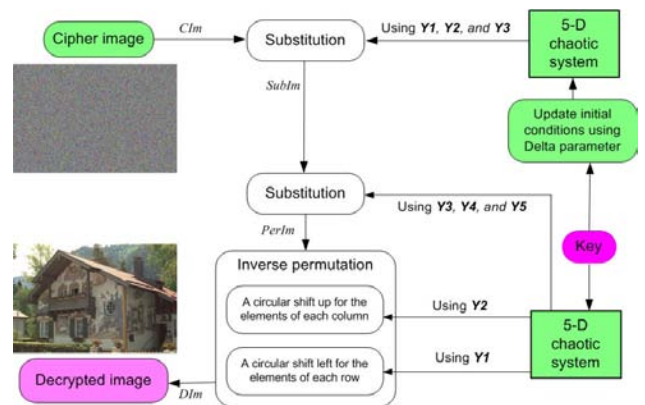 Cipher image
CIm
Substitution
Using Y1, Y2, and Y3
5-D
chaotic
system
SubIm
Update initial
conditions using
Delta parameter
Substitution
Using Y3, Y4, and Y5
PerIm
Key
Inverse permutation
A circular shift up for the
elements of each column
Using Y2
A circular shift left for the
elements of each row
Using Y1
5-D
chaotic
system
Decrypted image
DIm